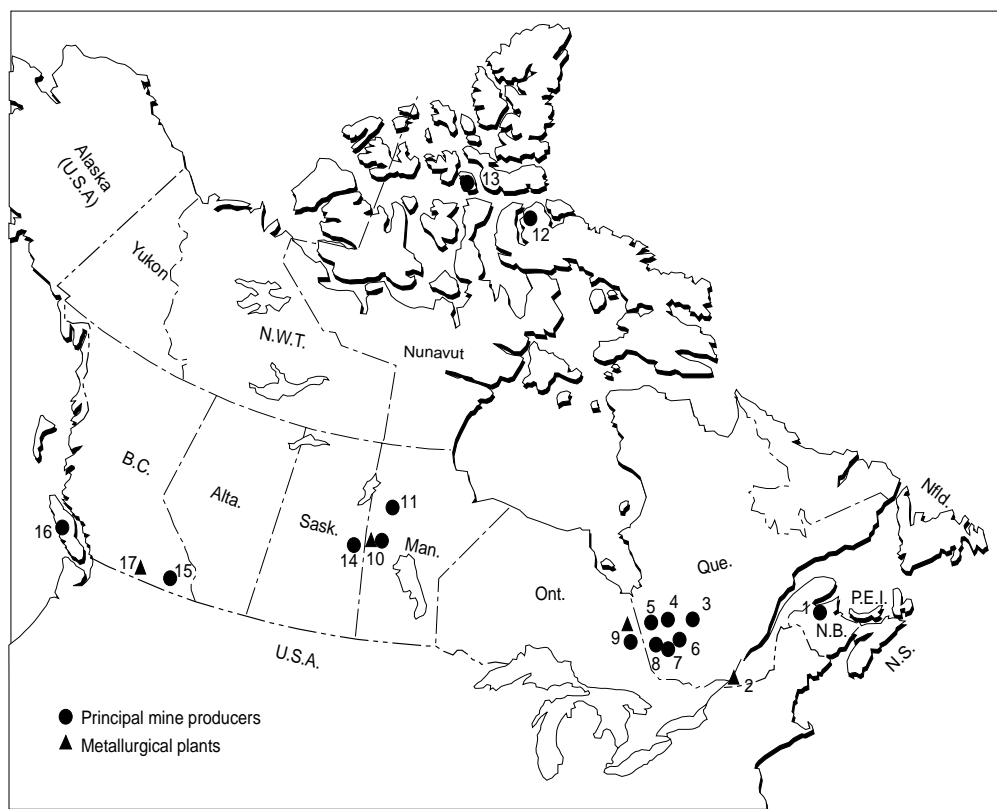 13
12
Alaska
(U.S.A)
Yukon
N.W.T.
Nunavut
B.C.
Alta.
Sask.
11
Nfld.
16
14
10
Man.
17
15
Que.
Ont.
5
4
3
1
P.E.I.
N.B.
9
8
7
6
N.S.
U.S.A.
2
Principal mine producers
Metallurgical plants